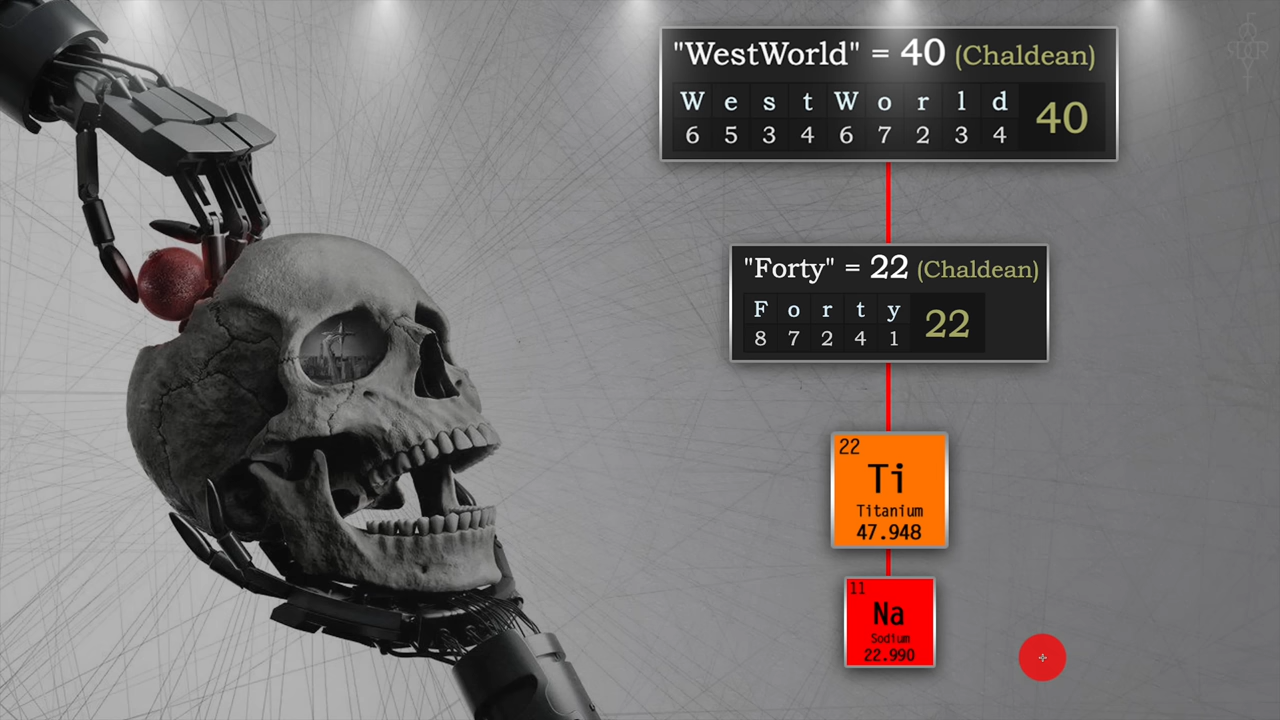 "WestWorld" = 40 (Chaldean)
W e s t W o r l d
6 5 3 4 6 7 2 3 4
40
"Forty" = 22 (Chaldean)
F o r t y
8 7 2 4 1
22
22
Ti
Titanium
47.948
11
Na
Sodium
22.990